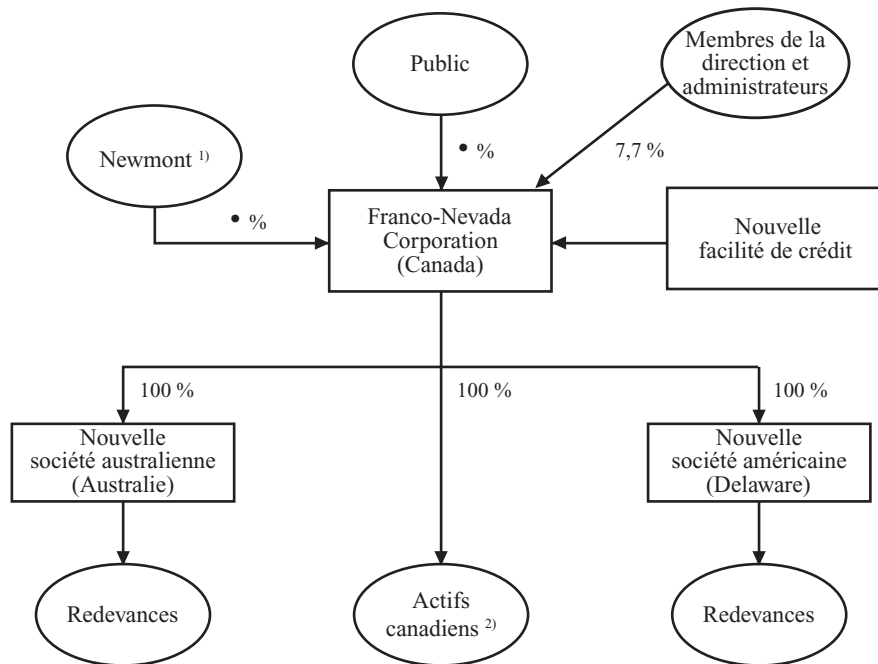 Membres de la
direction et
administrateurs
Public
Newmont 1)
• %
7,7 %
• %
Franco-Nevada
Corporation
(Canada)
Nouvelle
facilité de crédit
100 %
100 %
100 %
Nouvelle
société australienne
(Australie)
Nouvelle
société américaine
(Delaware)
Redevances
Actifs
canadiens 2)
Redevances